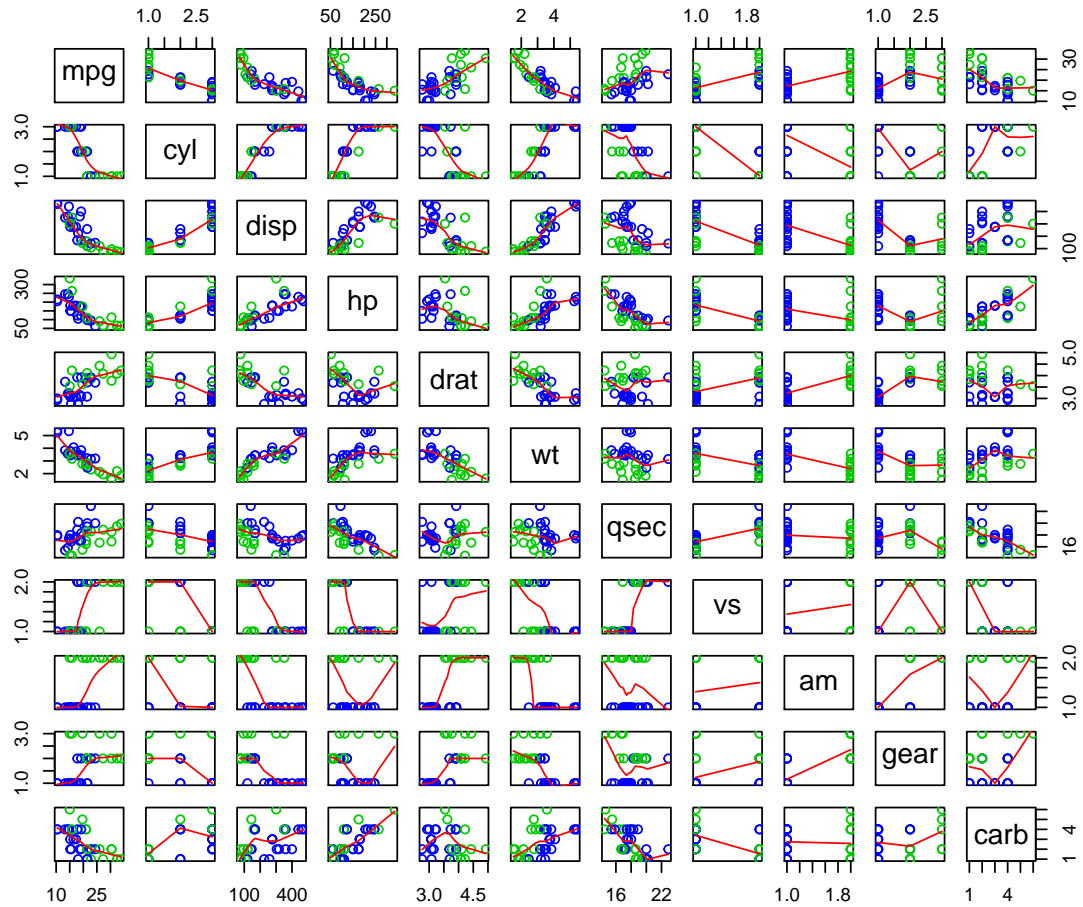 1.0 2.5 50 250 2 4 1.0 1.8 1.0 2.5
mpg 10 30
1.0 3.0 cyl
disp 100
50 300 hp
drat 3.0 5.0
2 5 wt
qsec 16
1.0 2.0 vs
am 1.0 2.0
1.0 3.0 gear
carb 1 4
10 25 100 400 3.0 4.5 16 22 1.0 1.8 1 4